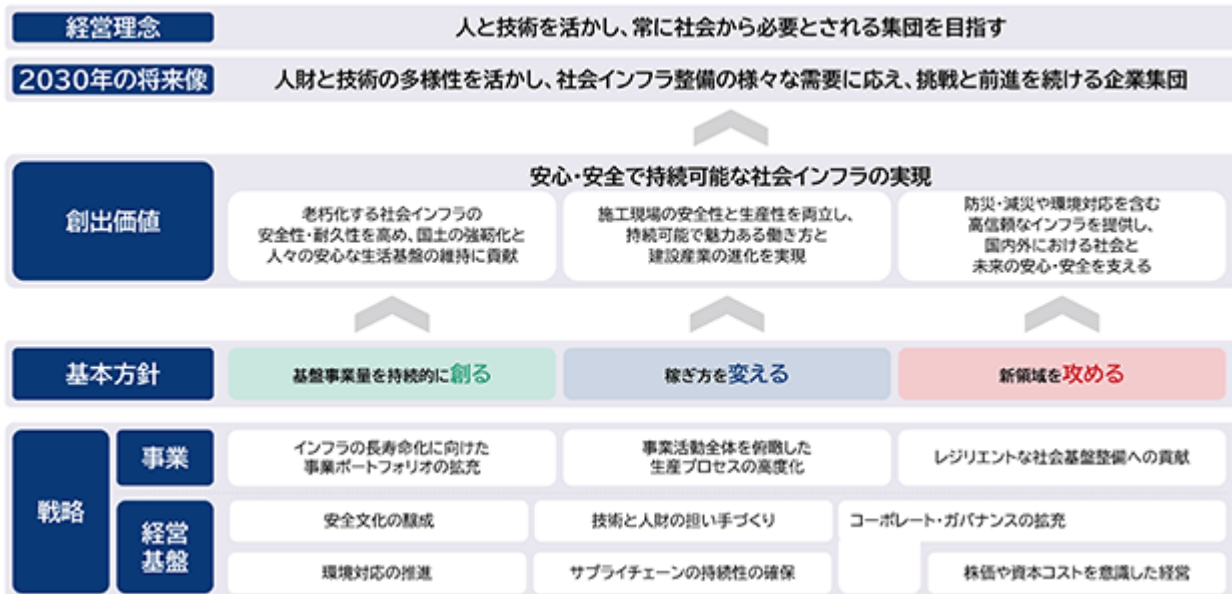 経営理念
人と技術を活かし、常に社会から必要とされる集団を目指す
2030年の将来像
人財と技術の多様性を活かし、社会インフラ整備の様々な需要に応え、挑戦と前進を続ける企業集団
創出価値
安心・安全で持続可能な社会インフラの実現
老朽化する社会インフラの
安全性・耐久性を高め、国土の強靭化と
人々の安心な生活基盤の維持に貢献
施工現場の安全性と生産性を両立し、
持続可能で魅力ある働き方と
建設産業の進化を実現
防災・減災や環境対応を含む
高信頼なインフラを提供し、
国内外における社会と
未来の安心・安全を支える
基本方針
基盤事業量を持続的に創る
稼ぎ方を変える
新領域を攻める
戦略
事業
インフラの長寿命化に向けた
事業ポートフォリオの拡充
事業活動全体を俯瞰した
生産プロセスの高度化
レジリエントな社会基盤整備への貢献
経営
基盤
安全文化の醸成
技術と人財の担い手づくり
コーポレート・ガバナンスの拡充
環境対応の推進
サプライチェーンの持続性の確保
株価や資本コストを意識した経営